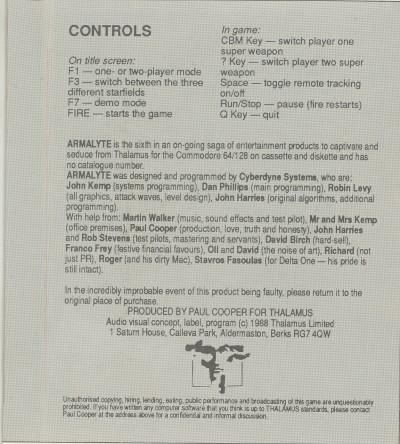 CONTROLS
On title screen:
F1 — one- or two-player mode
F3 — switch between the three
different starfields
F7 — demo mode
FIRE — starts the game
In game:
CBM Key — switch player one
super weapon
? Key — switch player two super
weapon
Space — toggle remote tracking
on/off
Run/Stop — pause (fire restarts)
Q Key — quit
ARMALYTE is the sixth in an on-going saga of entertainment products to captivate and
seduce from Thalamus for the Commodore 64/128 on cassette and diskette and has
no catalogue number.
ARMALYTE was designed and programmed by Cyberdyne Systems, who are:
John Kemp (systems programming), Dan Phillips (main programming), Robin Levy
(all graphics, attack waves, level design), John Harries (original algorithms, additional
programming).
With help from: Martin Walker (music, sound effects and test pilot), Mr and Mrs Kemp
(office premises), Paul Cooper (production, love, truth and honesty), John Harries
and Rob Stevens (test pilots, mastering and servants), David Birch (hard-sell),
Franco Frey (festive financial favours), Oli and David (the noise of art), Richard (not
just PR), Roger (and his dirty Mac), Stavros Fasoulas (for Delta One — his pride is
still intact).
In the incredibly improbable event of this product being faulty, please return it to the
original place of purchase.
PRODUCED BY PAUL COOPER FOR THALAMUS
Audio visual concept, label, program (c) 1988 Thalamus Limited
1 Saturn House, Calleva Park, Aldermaston, Berks RG7 4QW
Unauthorised copying, hiring, lending, eating, public performance and broadcasting of this game are unquestionably
prohibited. If you have written any computer software that you think is up to THALAMUS standards, please contact
Paul Cooper at the address above for a confidential and informal discussion.